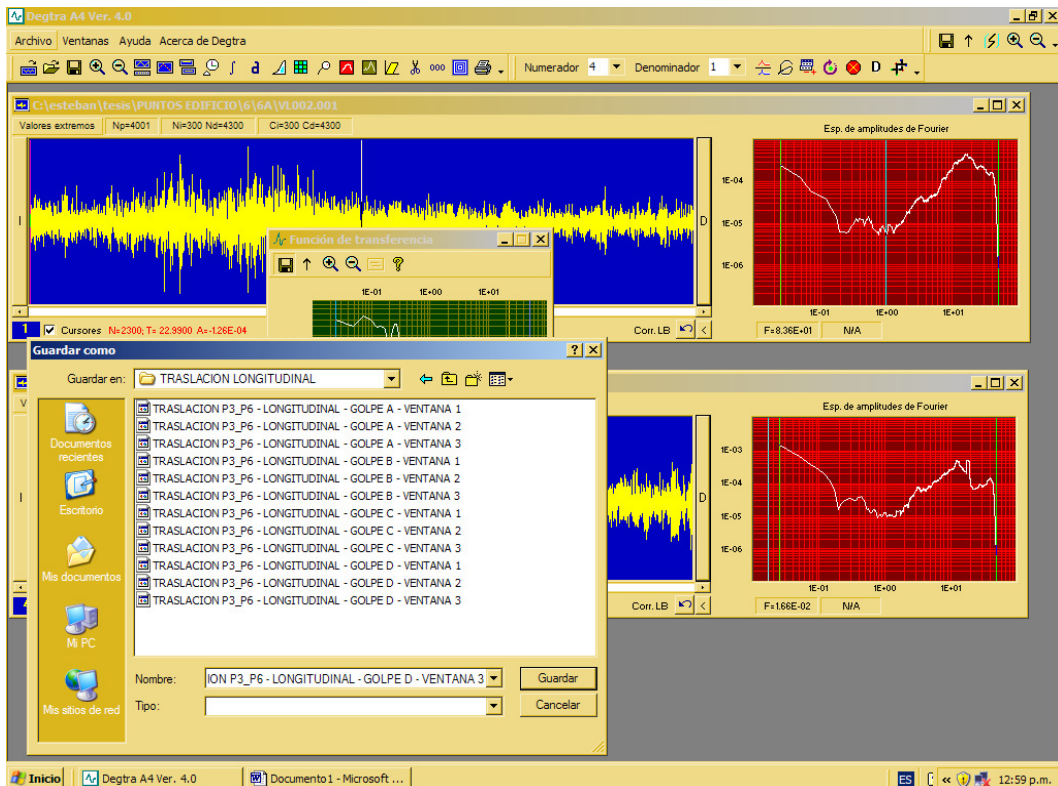 Degtra A4 Ver. 4.0
Archivo Ventanas Ayuda Acerca de Degtra
Numerador 4 Denominador 1 D
C:\esteban\tesis\PUNTOS EDIFICIO\6\6A\VL002.001
Valores extremos Np=4001 Ni=300 Nd=4300 Ci=300 Cd=4300
I
D
Esp. de amplitudes de Fourier
1E-04
1E-05
1E-06
1E-01 1E+00 1E+01
F=8.36E+01 N/A
Función de transferencia
1E-01 1E+00 1E+01
1 Cursores N=2300; T= 22.9900 A=-1.26E-04
Corr. LB <
Guardar como
Guardar en: TRASLACION LONGITUDINAL
Documentos recientes
Escritorio
Mis documentos
Mi PC
Mis sitios de red
TRASLACION P3_P6 - LONGITUDINAL - GOLPE A - VENTANA 1
TRASLACION P3_P6 - LONGITUDINAL - GOLPE A - VENTANA 2
TRASLACION P3_P6 - LONGITUDINAL - GOLPE A - VENTANA 3
TRASLACION P3_P6 - LONGITUDINAL - GOLPE B - VENTANA 1
TRASLACION P3_P6 - LONGITUDINAL - GOLPE B - VENTANA 2
TRASLACION P3_P6 - LONGITUDINAL - GOLPE B - VENTANA 3
TRASLACION P3_P6 - LONGITUDINAL - GOLPE C - VENTANA 1
TRASLACION P3_P6 - LONGITUDINAL - GOLPE C - VENTANA 2
TRASLACION P3_P6 - LONGITUDINAL - GOLPE C - VENTANA 3
TRASLACION P3_P6 - LONGITUDINAL - GOLPE D - VENTANA 1
TRASLACION P3_P6 - LONGITUDINAL - GOLPE D - VENTANA 2
TRASLACION P3_P6 - LONGITUDINAL - GOLPE D - VENTANA 3
Nombre: ION P3_P6 - LONGITUDINAL - GOLPE D - VENTANA 3 Guardar
Tipo: Cancelar
D
Esp. de amplitudes de Fourier
1E-03
1E-04
1E-05
1E-06
1E-01 1E+00 1E+01
Corr. LB <
F=1.66E-02 N/A
Inicio Degtra A4 Ver. 4.0 Documento1 - Microsoft ... ES « 12:59 p.m.